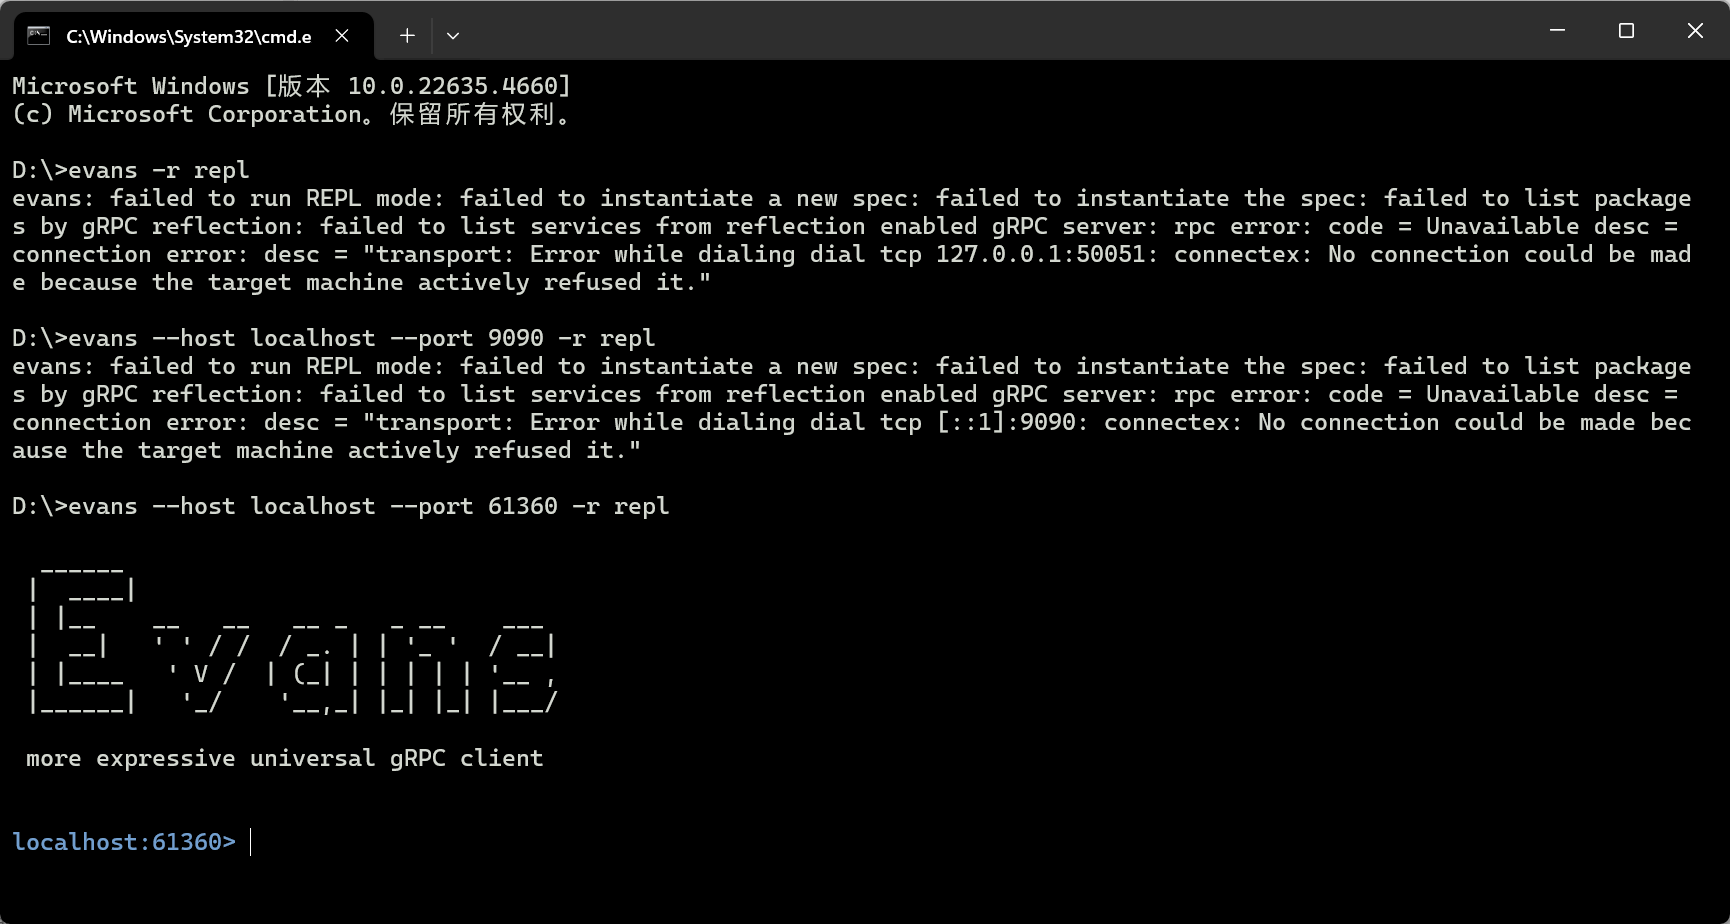 C:\Windows\System32\cmd.e
Microsoft Windows [版本 10.0.22635.4660]
(c) Microsoft Corporation。保留所有权利。
D:\>evans -r repl
evans: failed to run REPL mode: failed to instantiate a new spec: failed to instantiate the spec: failed to list package
s by gRPC reflection: failed to list services from reflection enabled gRPC server: rpc error: code = Unavailable desc =
connection error: desc = "transport: Error while dialing dial tcp 127.0.0.1:50051: connectex: No connection could be mad
e because the target machine actively refused it."
D:\>evans --host localhost --port 9090 -r repl
evans: failed to run REPL mode: failed to instantiate a new spec: failed to instantiate the spec: failed to list package
s by gRPC reflection: failed to list services from reflection enabled gRPC server: rpc error: code = Unavailable desc =
connection error: desc = "transport: Error while dialing dial tcp [::1]:9090: connectex: No connection could be made bec
ause the target machine actively refused it."
D:\>evans --host localhost --port 61360 -r repl
Evans
more expressive universal gRPC client
localhost:61360>